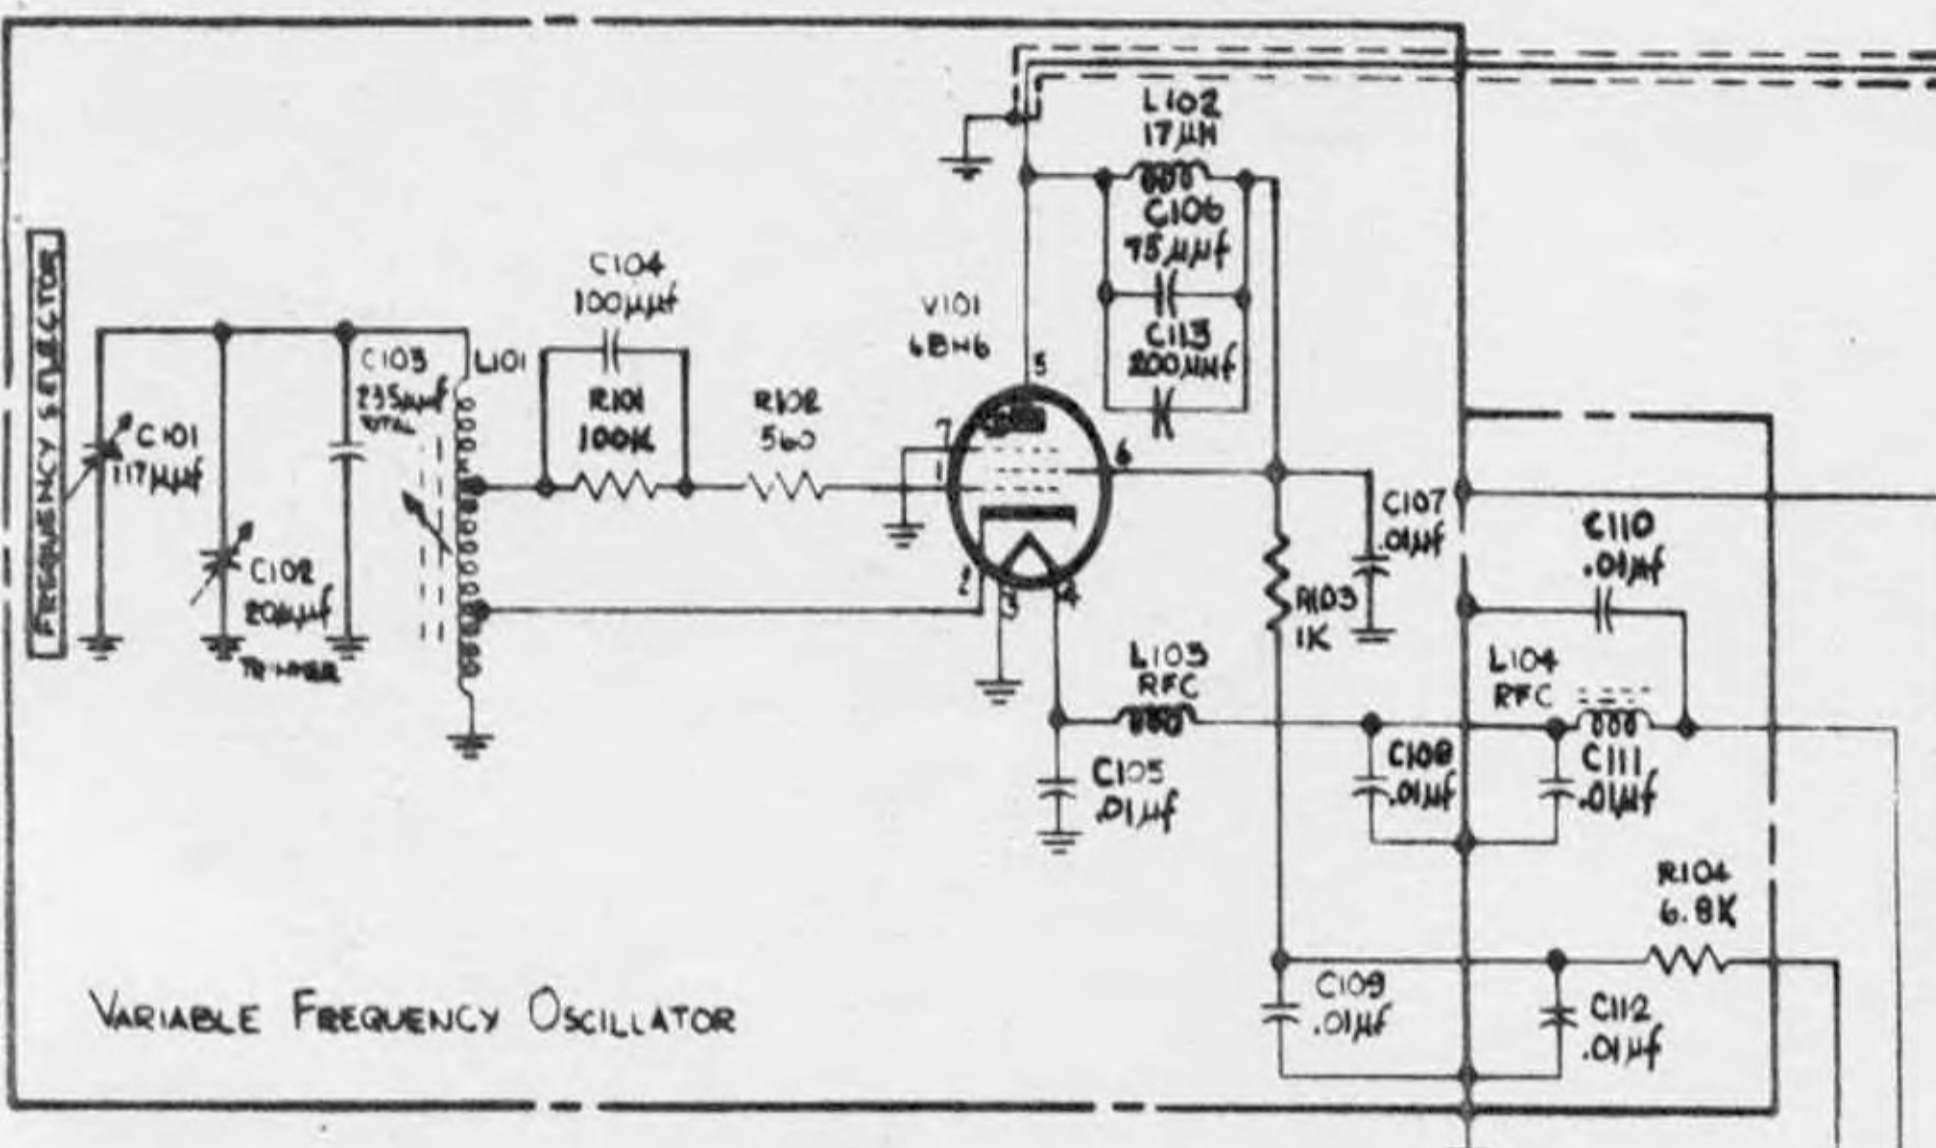 L102
17µH
C106
75µµf
C113
200µµf
C104
100µµf
R101
100K
R102
560
V101
6BH6
5
7
1
6
2
3
4
FREQUENCY SELECTOR
C101
117µµf
C102
20µµf
TRIMMER
C103
235µµf
TOTAL
L101
C107
.01µf
R103
1K
C110
.01µf
L103
RFC
L104
RFC
C105
.01µf
C108
.01µf
C111
.01µf
R104
6.8K
C109
.01µf
C112
.01µf
VARIABLE FREQUENCY OSCILLATOR